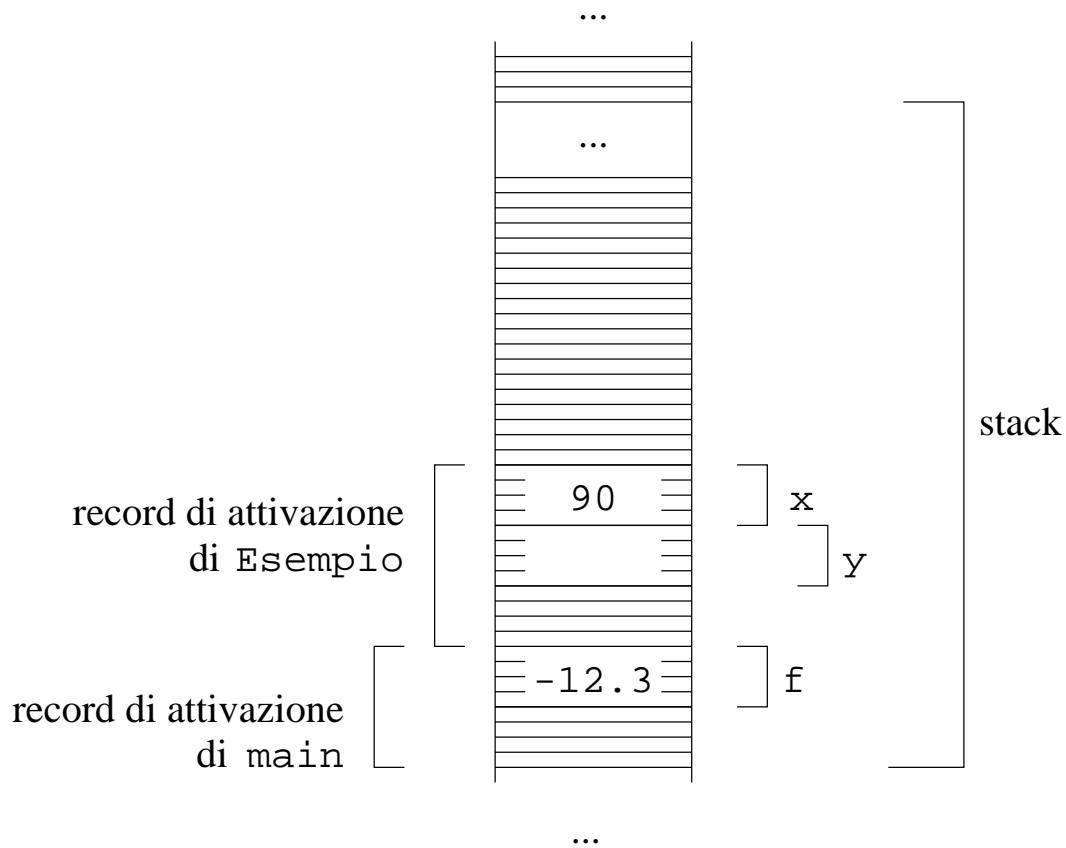 ...
...
stack
90
x
record di attivazione
di Esempio
y
-12.3
f
record di attivazione
di main
...